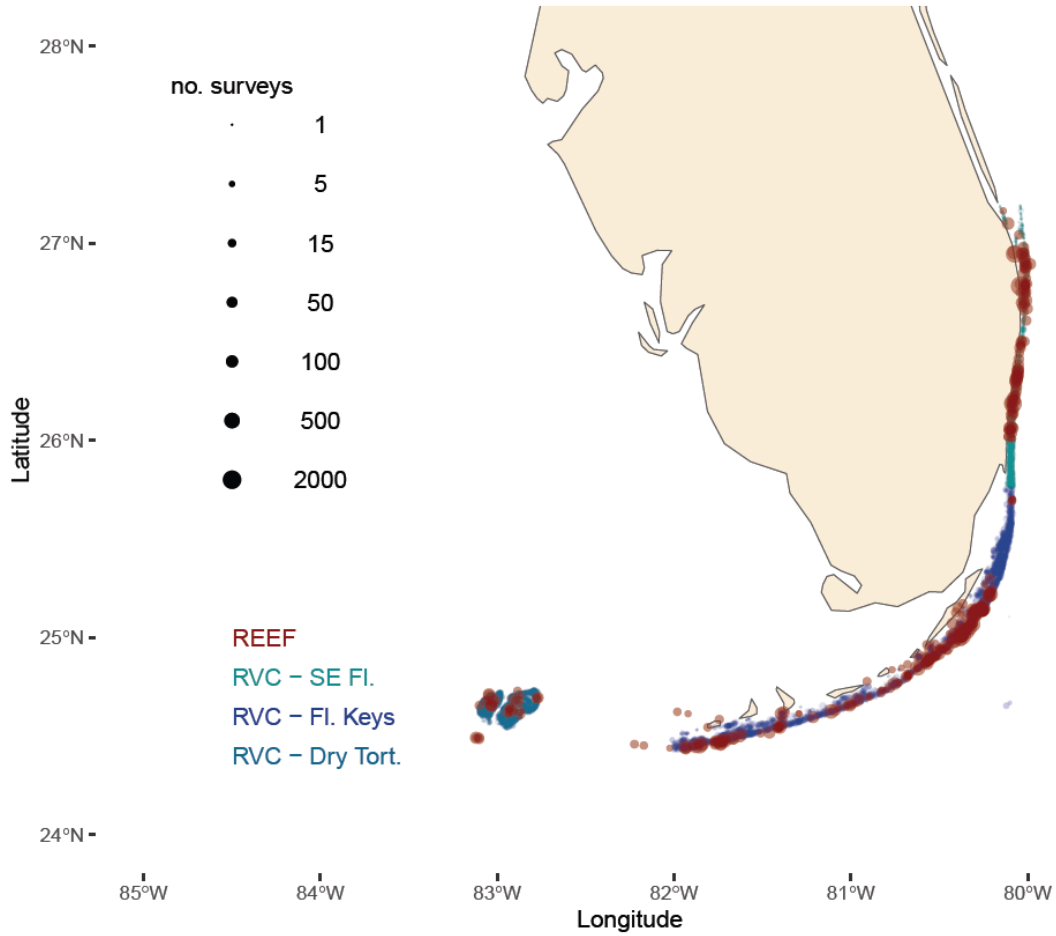 28°N
no. surveys
1
5
15
50
100
500
2000
27°N
26°N
25°N
24°N
Latitude
REEF
RVC − SE Fl.
RVC − Fl. Keys
RVC − Dry Tort.
85°W
84°W
83°W
82°W
81°W
80°W
Longitude